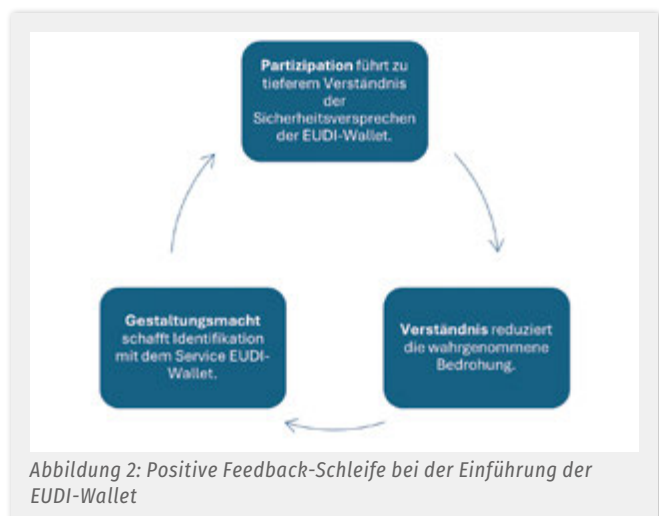 Partizipation führt zu
tieferem Verständnis
der
Sicherheitsversprechen
der EUDI-Wallet.
Verständnis reduziert
die wahrgenommene
Bedrohung.
Gestaltungsmacht
schafft Identifikation
mit dem Service EUDI-
Wallet.
Abbildung 2: Positive Feedback-Schleife bei der Einführung der
EUDI-Wallet